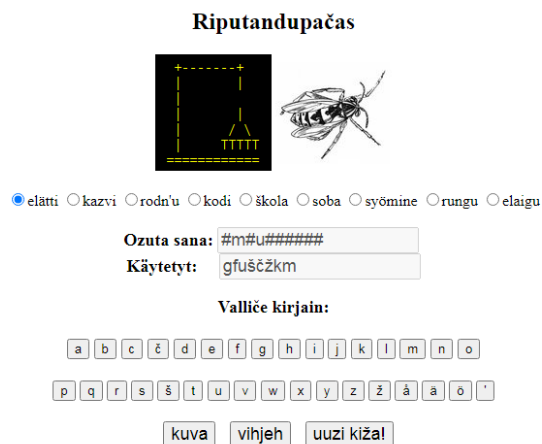 Riputandupačas
+-------+
| |
|
| |
| / \
| TTTTT
============
elätti kazvi rodn'u kodi škola soba syömine rungu elaigu
Ozuta sana: #m#u######
Käytetyt: gfuščžkm
Valliče kirjain:
a b c č d e f g h i j k l m n o
p q r s š t u v w x y z ž å ä ö '
kuva vihjeh uuzi kiža!